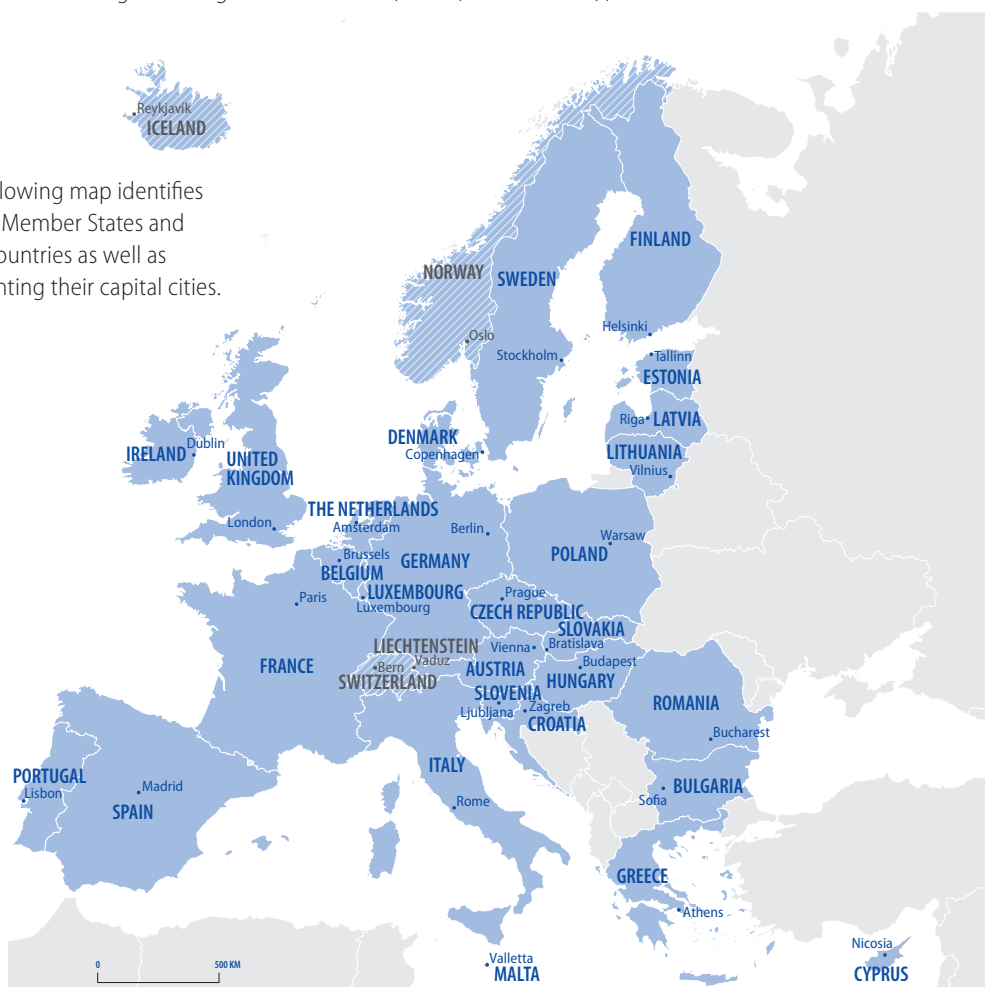 Reykjavík
ICELAND
lowing map identifies
Member States and
ountries as well as
nting their capital cities.
FINLAND
NORWAY
SWEDEN
Helsinki
Oslo
Stockholm
Tallinn
ESTONIA
Riga
LATVIA
DENMARK
Copenhagen
LITHUANIA
Vilnius
Dublin
IRELAND
UNITED
KINGDOM
London
THE NETHERLANDS
Amsterdam
Berlin
Warsaw
POLAND
Brussels
BELGIUM
GERMANY
Paris
LUXEMBOURG
Luxembourg
Prague
CZECH REPUBLIC
SLOVAKIA
Bratislava
Vienna
LIECHTENSTEIN
Vaduz
Bern
SWITZERLAND
FRANCE
AUSTRIA
Budapest
HUNGARY
SLOVENIA
Ljubljana
Zagreb
CROATIA
ROMANIA
Bucharest
ITALY
Rome
BULGARIA
Sofia
PORTUGAL
Lisbon
Madrid
SPAIN
GREECE
Athens
Nicosia
CYPRUS
Valletta
MALTA
0 500 KM